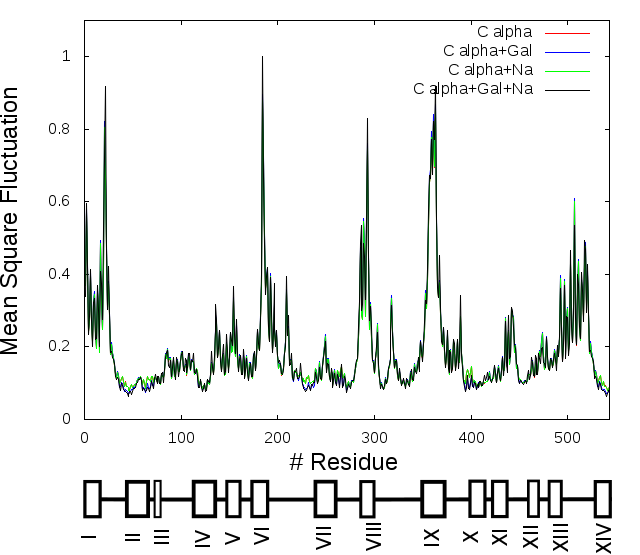 C alpha
C alpha+Gal
C alpha+Na
C alpha+Gal+Na
Mean Square Fluctuation
1
0.8
0.6
0.4
0.2
0
0 100 200 300 400 500
# Residue
I II III IV V VI VII VIII IX X XI XII XIII XIV